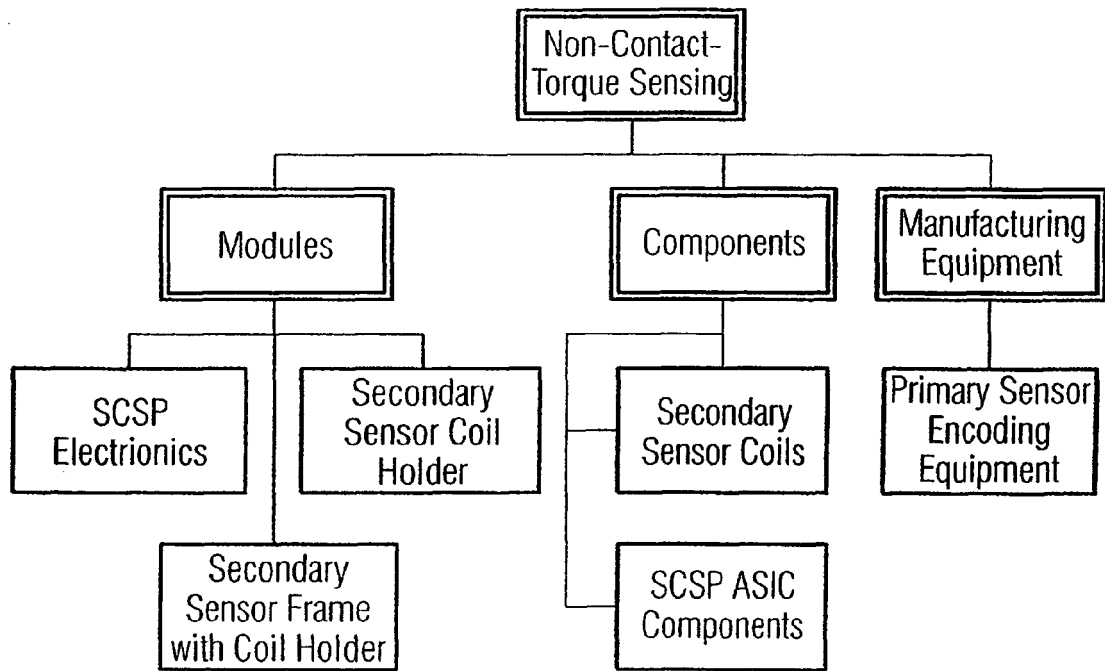 Non-Contact-
Torque Sensing
Modules
Components
Manufacturing
Equipment
SCSP
Electrionics
Secondary
Sensor Coil
Holder
Secondary
Sensor Coils
Primary Sensor
Encoding
Equipment
Secondary
Sensor Frame
with Coil Holder
SCSP ASIC
Components